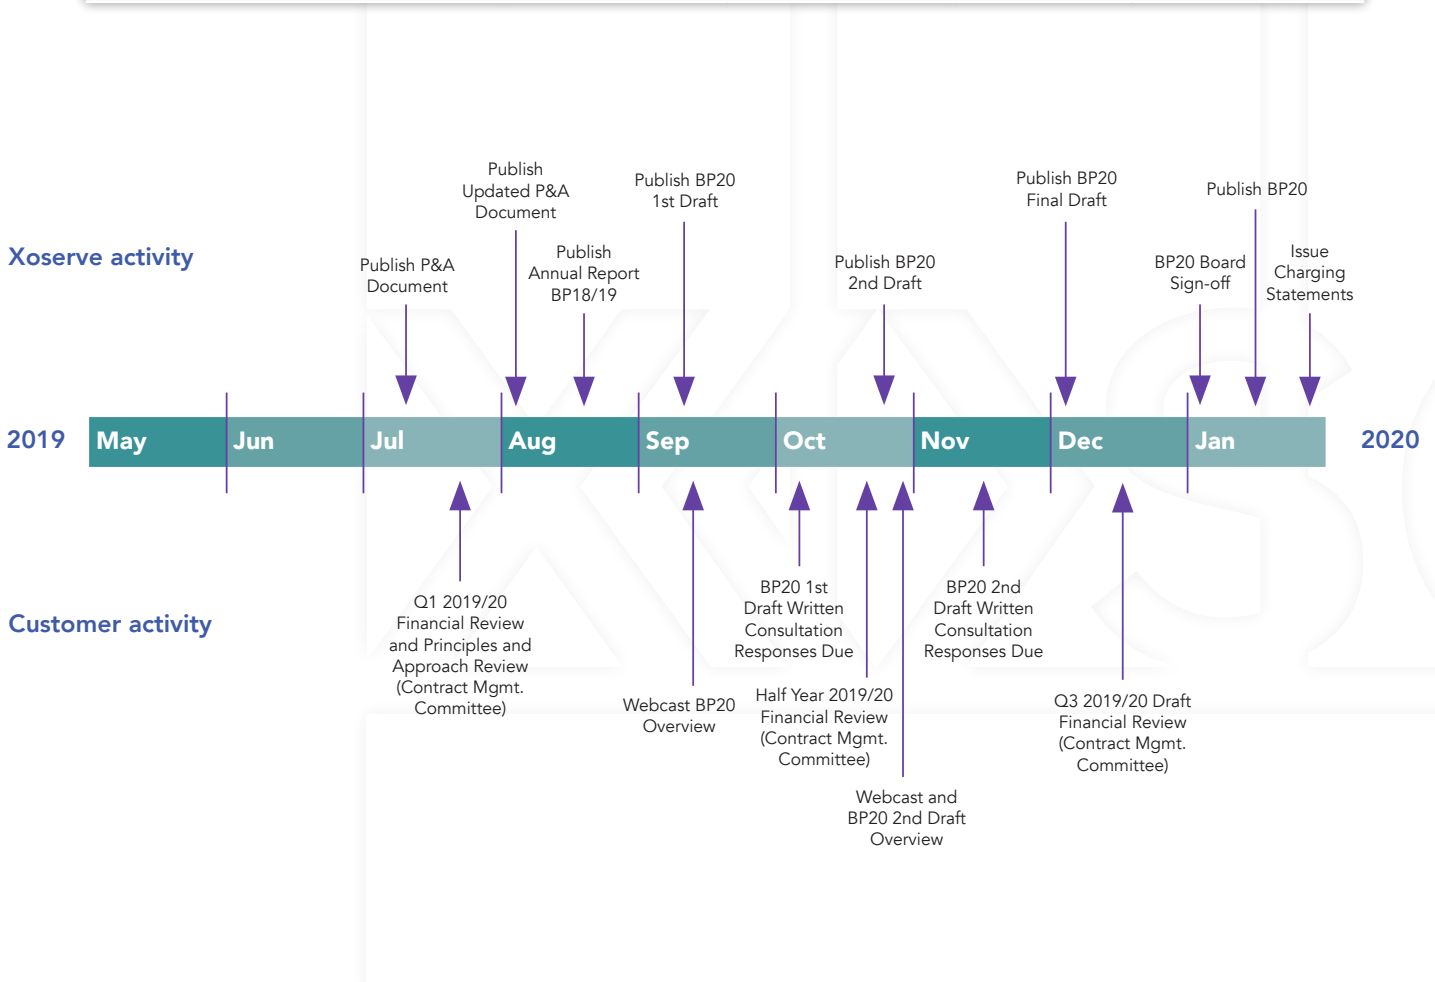 Xoserve activity
Publish P&A
Document
Publish
Updated P&A
Document
Publish
Annual Report
BP18/19
Publish BP20
1st Draft
Publish BP20
2nd Draft
Publish BP20
Final Draft
BP20 Board
Sign-off
Publish BP20
Issue
Charging
Statements
2019
May
Jun
Jul
Aug
Sep
Oct
Nov
Dec
Jan
2020
Customer activity
Q1 2019/20
Financial Review
and Principles and
Approach Review
(Contract Mgmt.
Committee)
Webcast BP20
Overview
BP20 1st
Draft Written
Consultation
Responses Due
Half Year 2019/20
Financial Review
(Contract Mgmt.
Committee)
Webcast and
BP20 2nd Draft
Overview
BP20 2nd
Draft Written
Consultation
Responses Due
Q3 2019/20 Draft
Financial Review
(Contract Mgmt.
Committee)